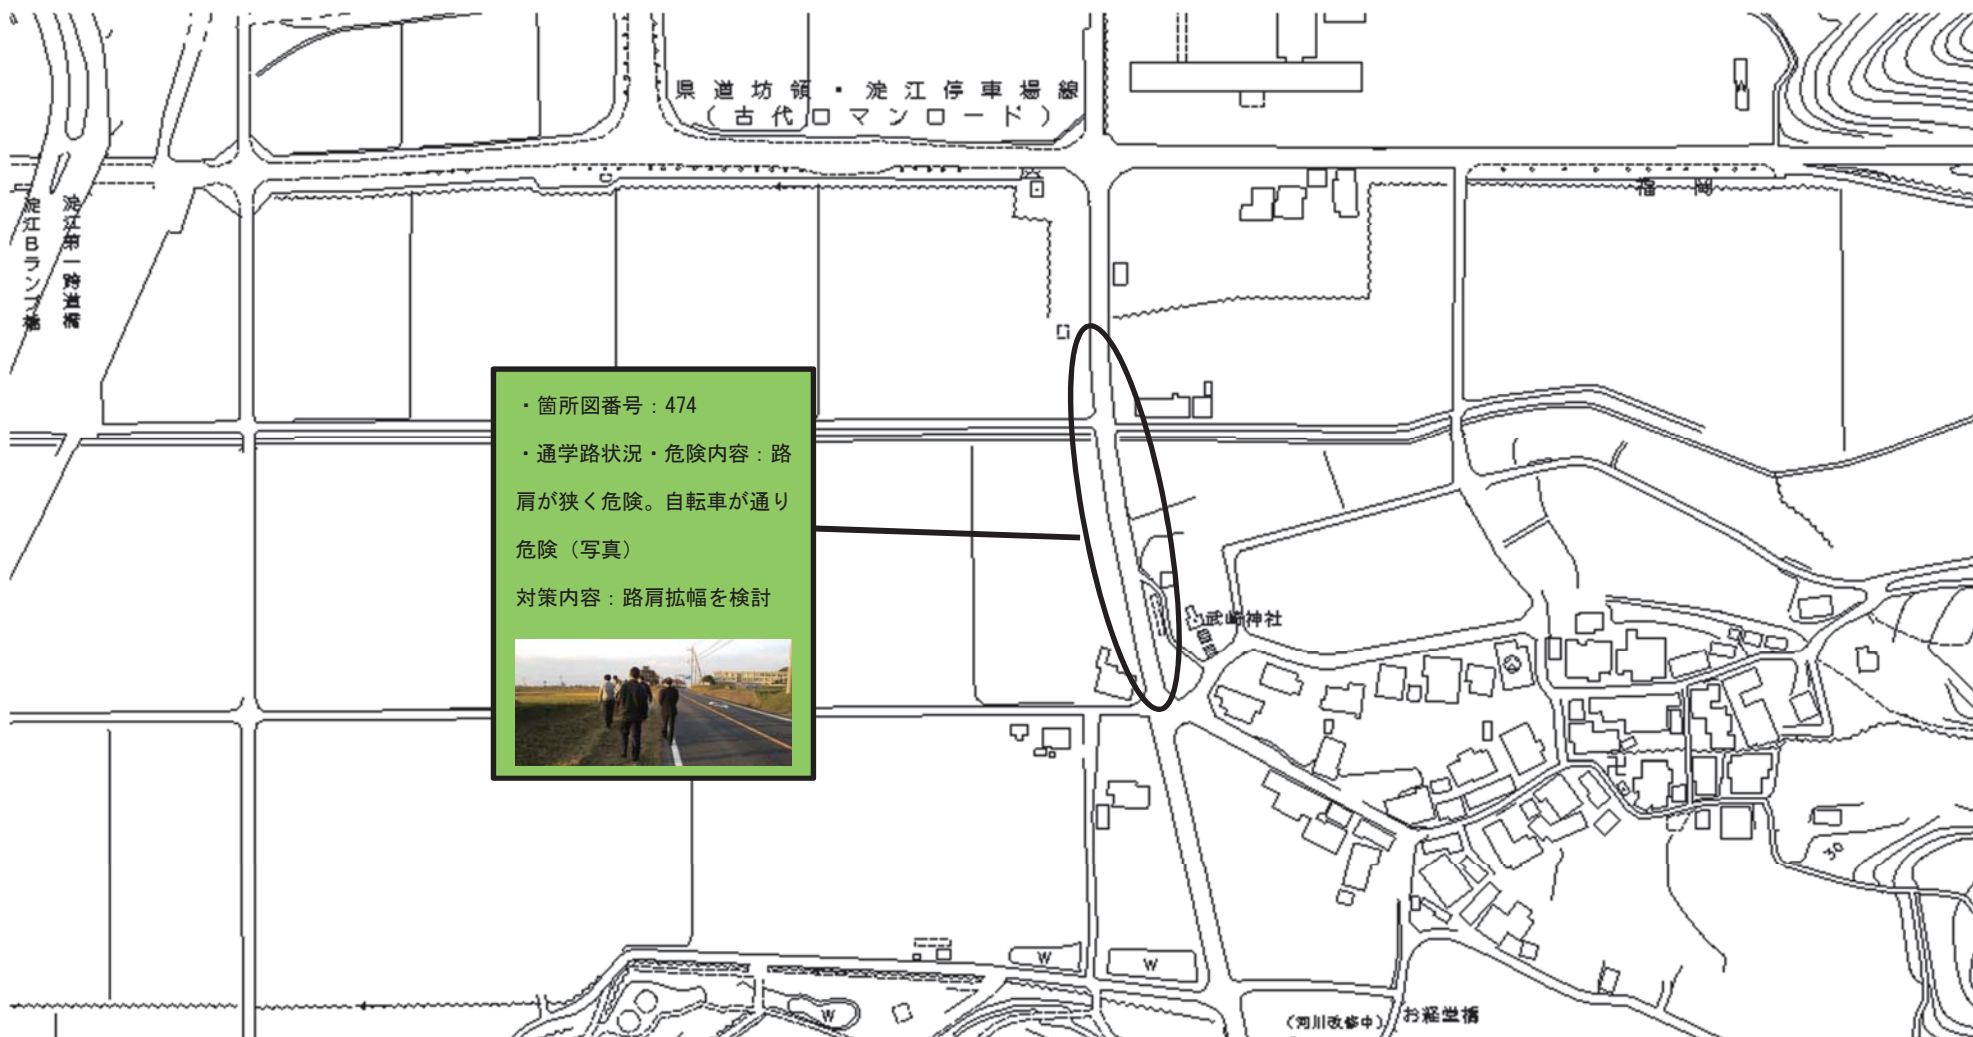 県道坊領・淀江停車場線
(古代ロマンロード)
淀江Bランプ橋
淀江第一跨道橋
・箇所図番号：474
・通学路状況・危険内容：路
肩が狭く危険。自転車が通り
危険（写真）
対策内容：路肩拡幅を検討
武崎神社
30
W
W
W
(河川改修中)
お経堂橋